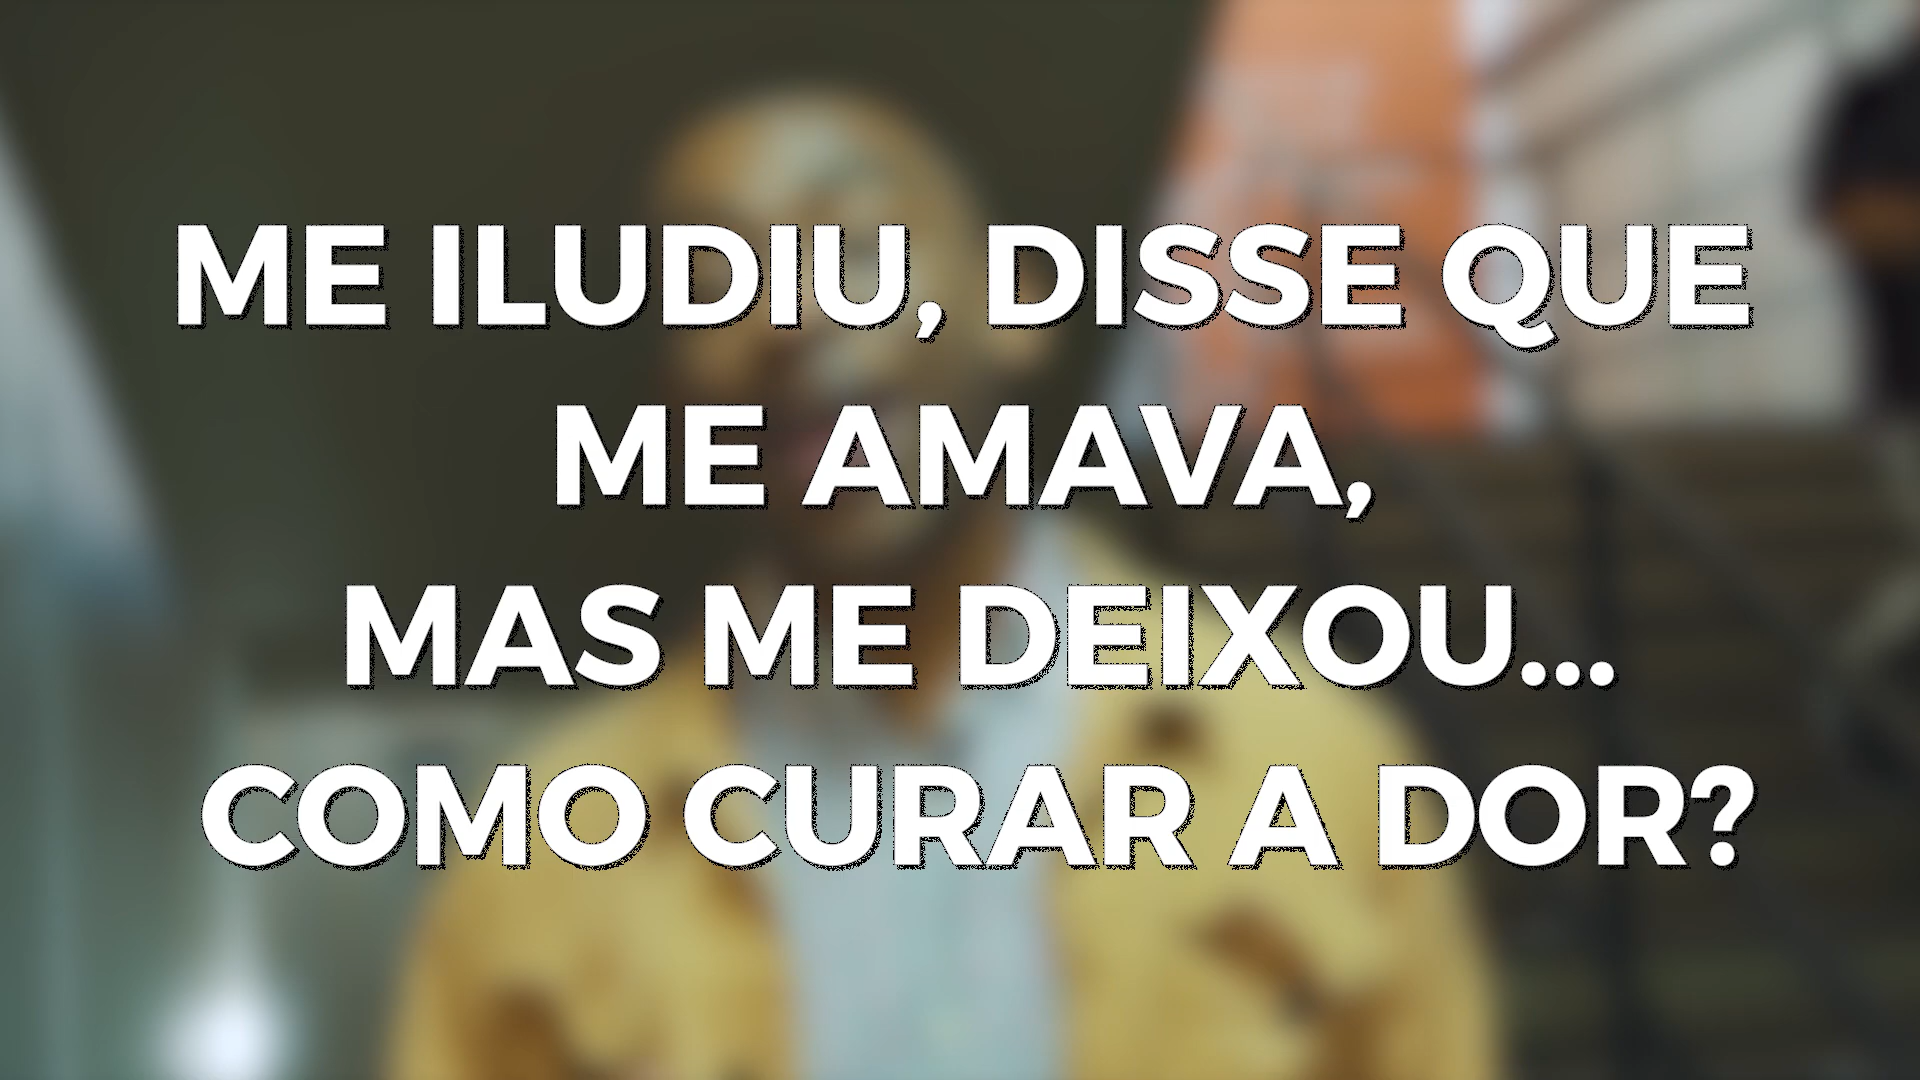 ME ILUDIU, DISSE QUE
ME AMAVA,
MAS ME DEIXOU...
COMO CURAR A DOR?